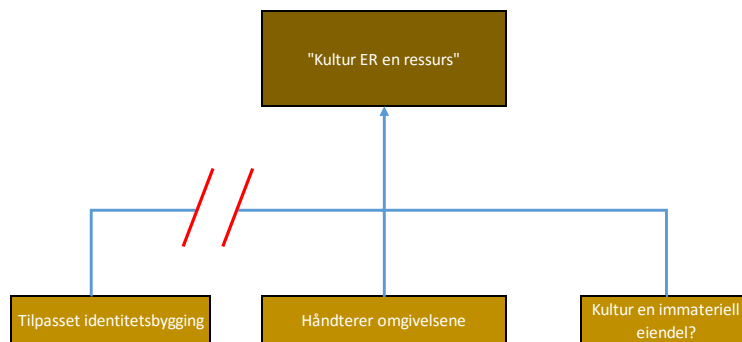 "Kultur ER en ressurs"
Tilpasset identitetsbygging
Håndterer omgivelsene
Kultur en immateriell
eiendel?